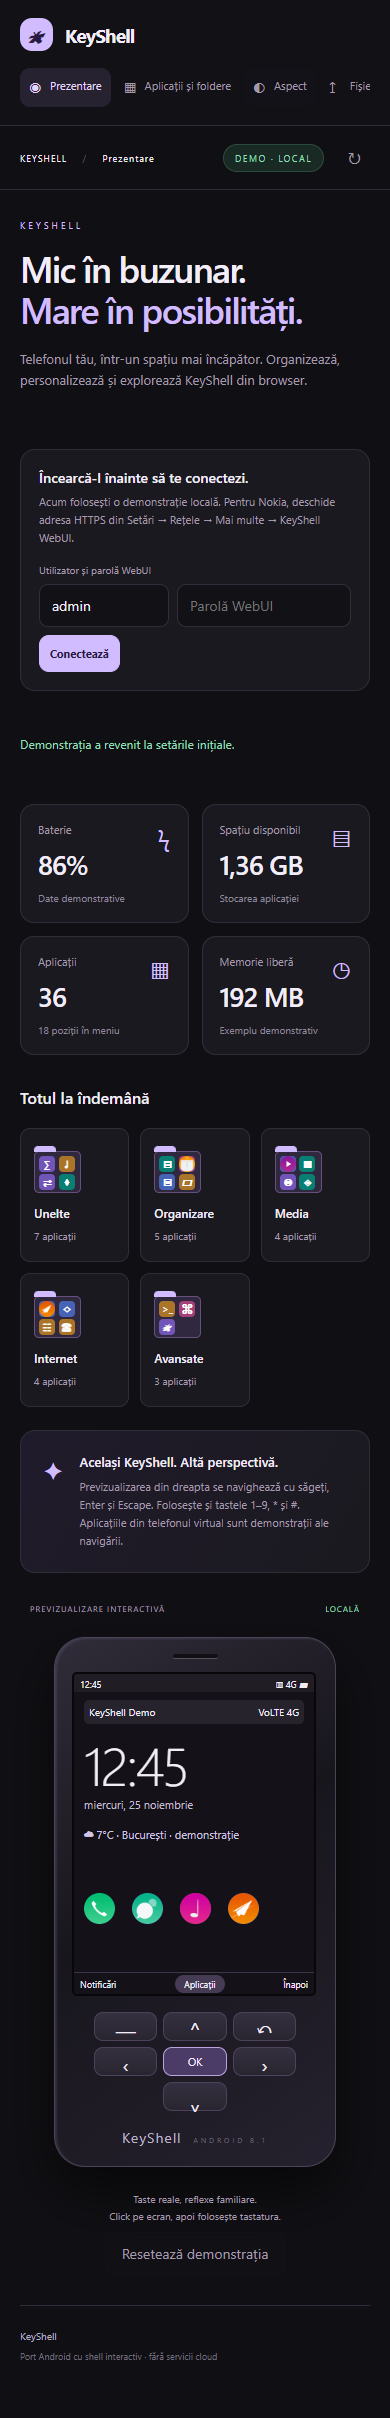 KeyShell
Prezentare Aplicații și foldere Aspect Fișie
KEYSHELL / Prezentare DEMO · LOCAL
KEYSHELL
Mic în buzunar.
Mare în posibilități.
Telefonul tău, într-un spațiu mai încăpător. Organizează,
personalizează și explorează KeyShell din browser.
Încearcă-l înainte să te conectezi.
Acum folosești o demonstrație locală. Pentru Nokia, deschide
adresa HTTPS din Setări → Rețele → Mai multe → KeyShell
WebUI.
Utilizator și parolă WebUI
admin Parolă WebUI
Conectează
Demonstrația a revenit la setările inițiale.
Baterie
86%
Date demonstrative
Spațiu disponibil
1,36 GB
Stocarea aplicației
Aplicații
36
18 poziții în meniu
Memorie liberă
192 MB
Exemplu demonstrativ
Totul la îndemână
Unelte
7 aplicații
Organizare
5 aplicații
Media
4 aplicații
Internet
4 aplicații
Avansate
3 aplicații
Același KeyShell. Altă perspectivă.
Previzualizarea din dreapta se navighează cu săgeți,
Enter și Escape. Folosește și tastele 1–9, * și #.
Aplicațiile din telefonul virtual sunt demonstrații ale
navigării.
PREVIZUALIZARE INTERACTIVĂ LOCALĂ
12:45 4G
KeyShell Demo VoLTE 4G
12:45
miercuri, 25 noiembrie
7°C · București · demonstrație
Notificări Aplicații Înapoi
OK
KeyShell ANDROID 8.1
Taste reale, reflexe familiare.
Click pe ecran, apoi folosește tastatura.
Resetează demonstrația
KeyShell
Port Android cu shell interactiv · fără servicii cloud